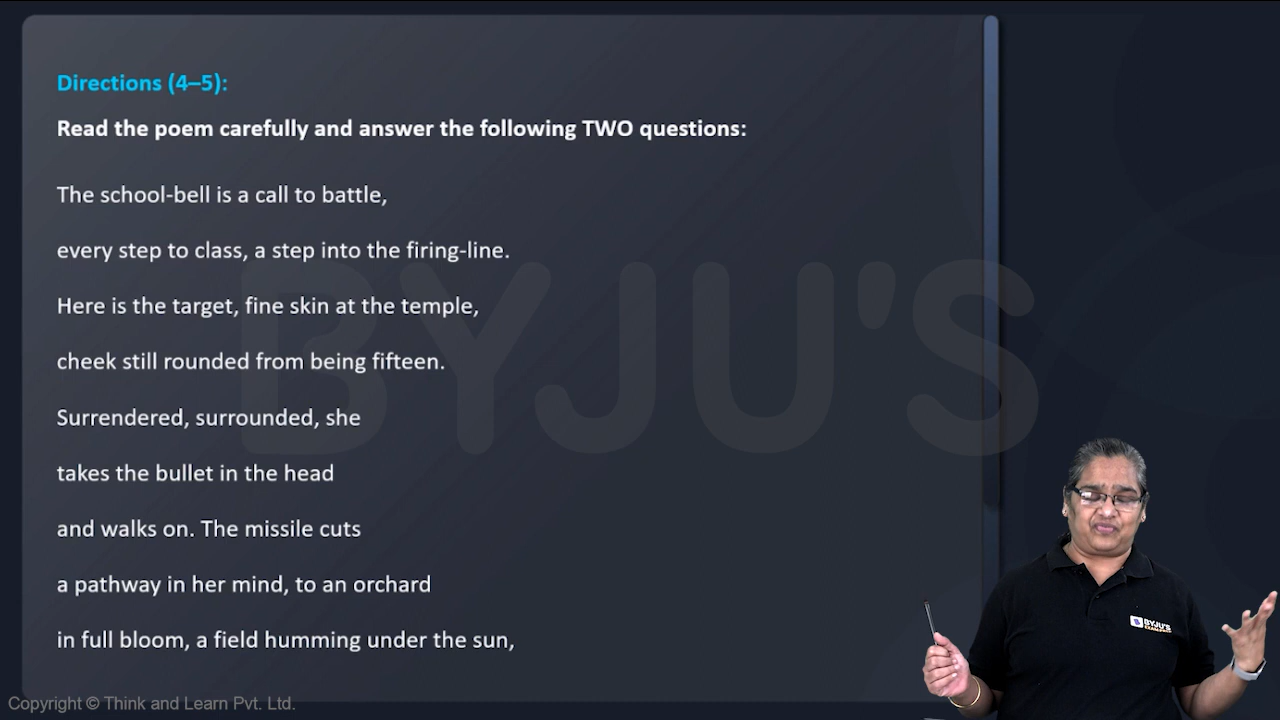 Directions (4–5):
Read the poem carefully and answer the following TWO questions:
The school-bell is a call to battle,
every step to class, a step into the firing-line.
Here is the target, fine skin at the temple,
cheek still rounded from being fifteen.
Surrendered, surrounded, she
takes the bullet in the head
and walks on. The missile cuts
a pathway in her mind, to an orchard
in full bloom, a field humming under the sun,
BYJU'S
BYJU'S
Copyright © Think and Learn Pvt. Ltd.